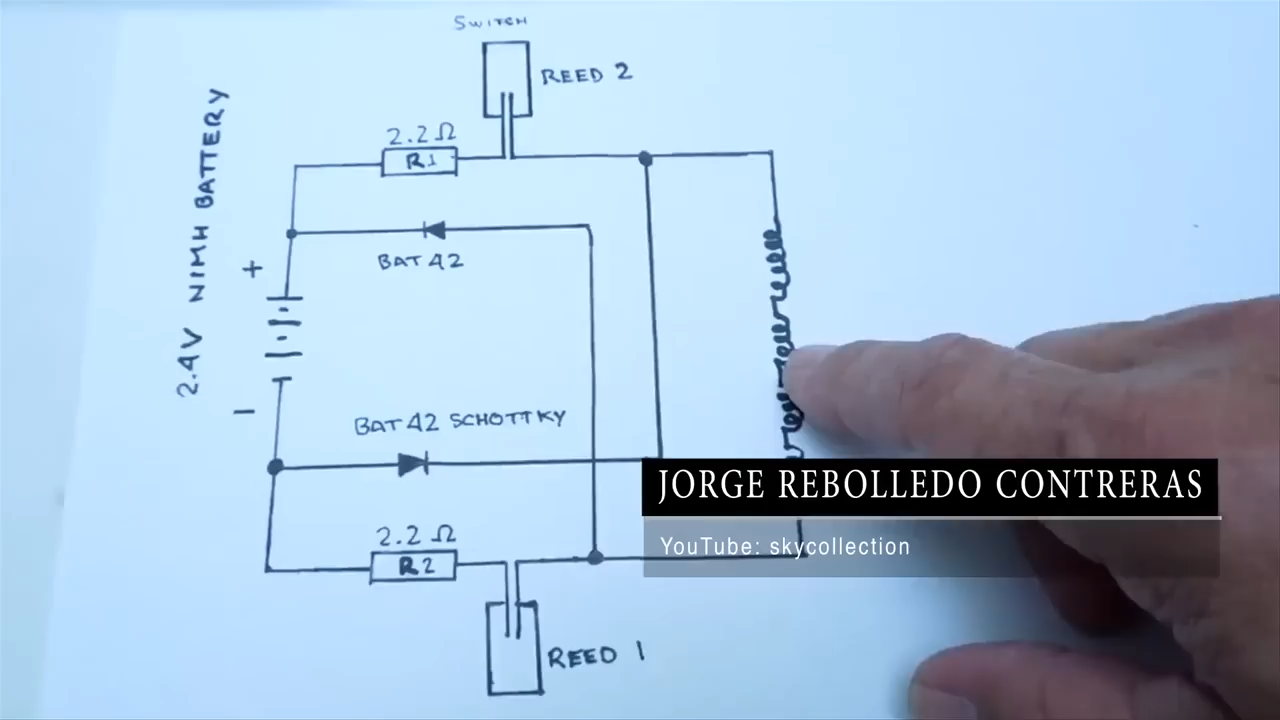 SWITCH
REED 2
2.2 Ω
R1
2.4V NIMH BATTERY
+
BAT 42
–
BAT 42 SCHOTTKY
2.2 Ω
R2
REED 1
JORGE REBOLLEDO CONTRERAS
YouTube: skycollection